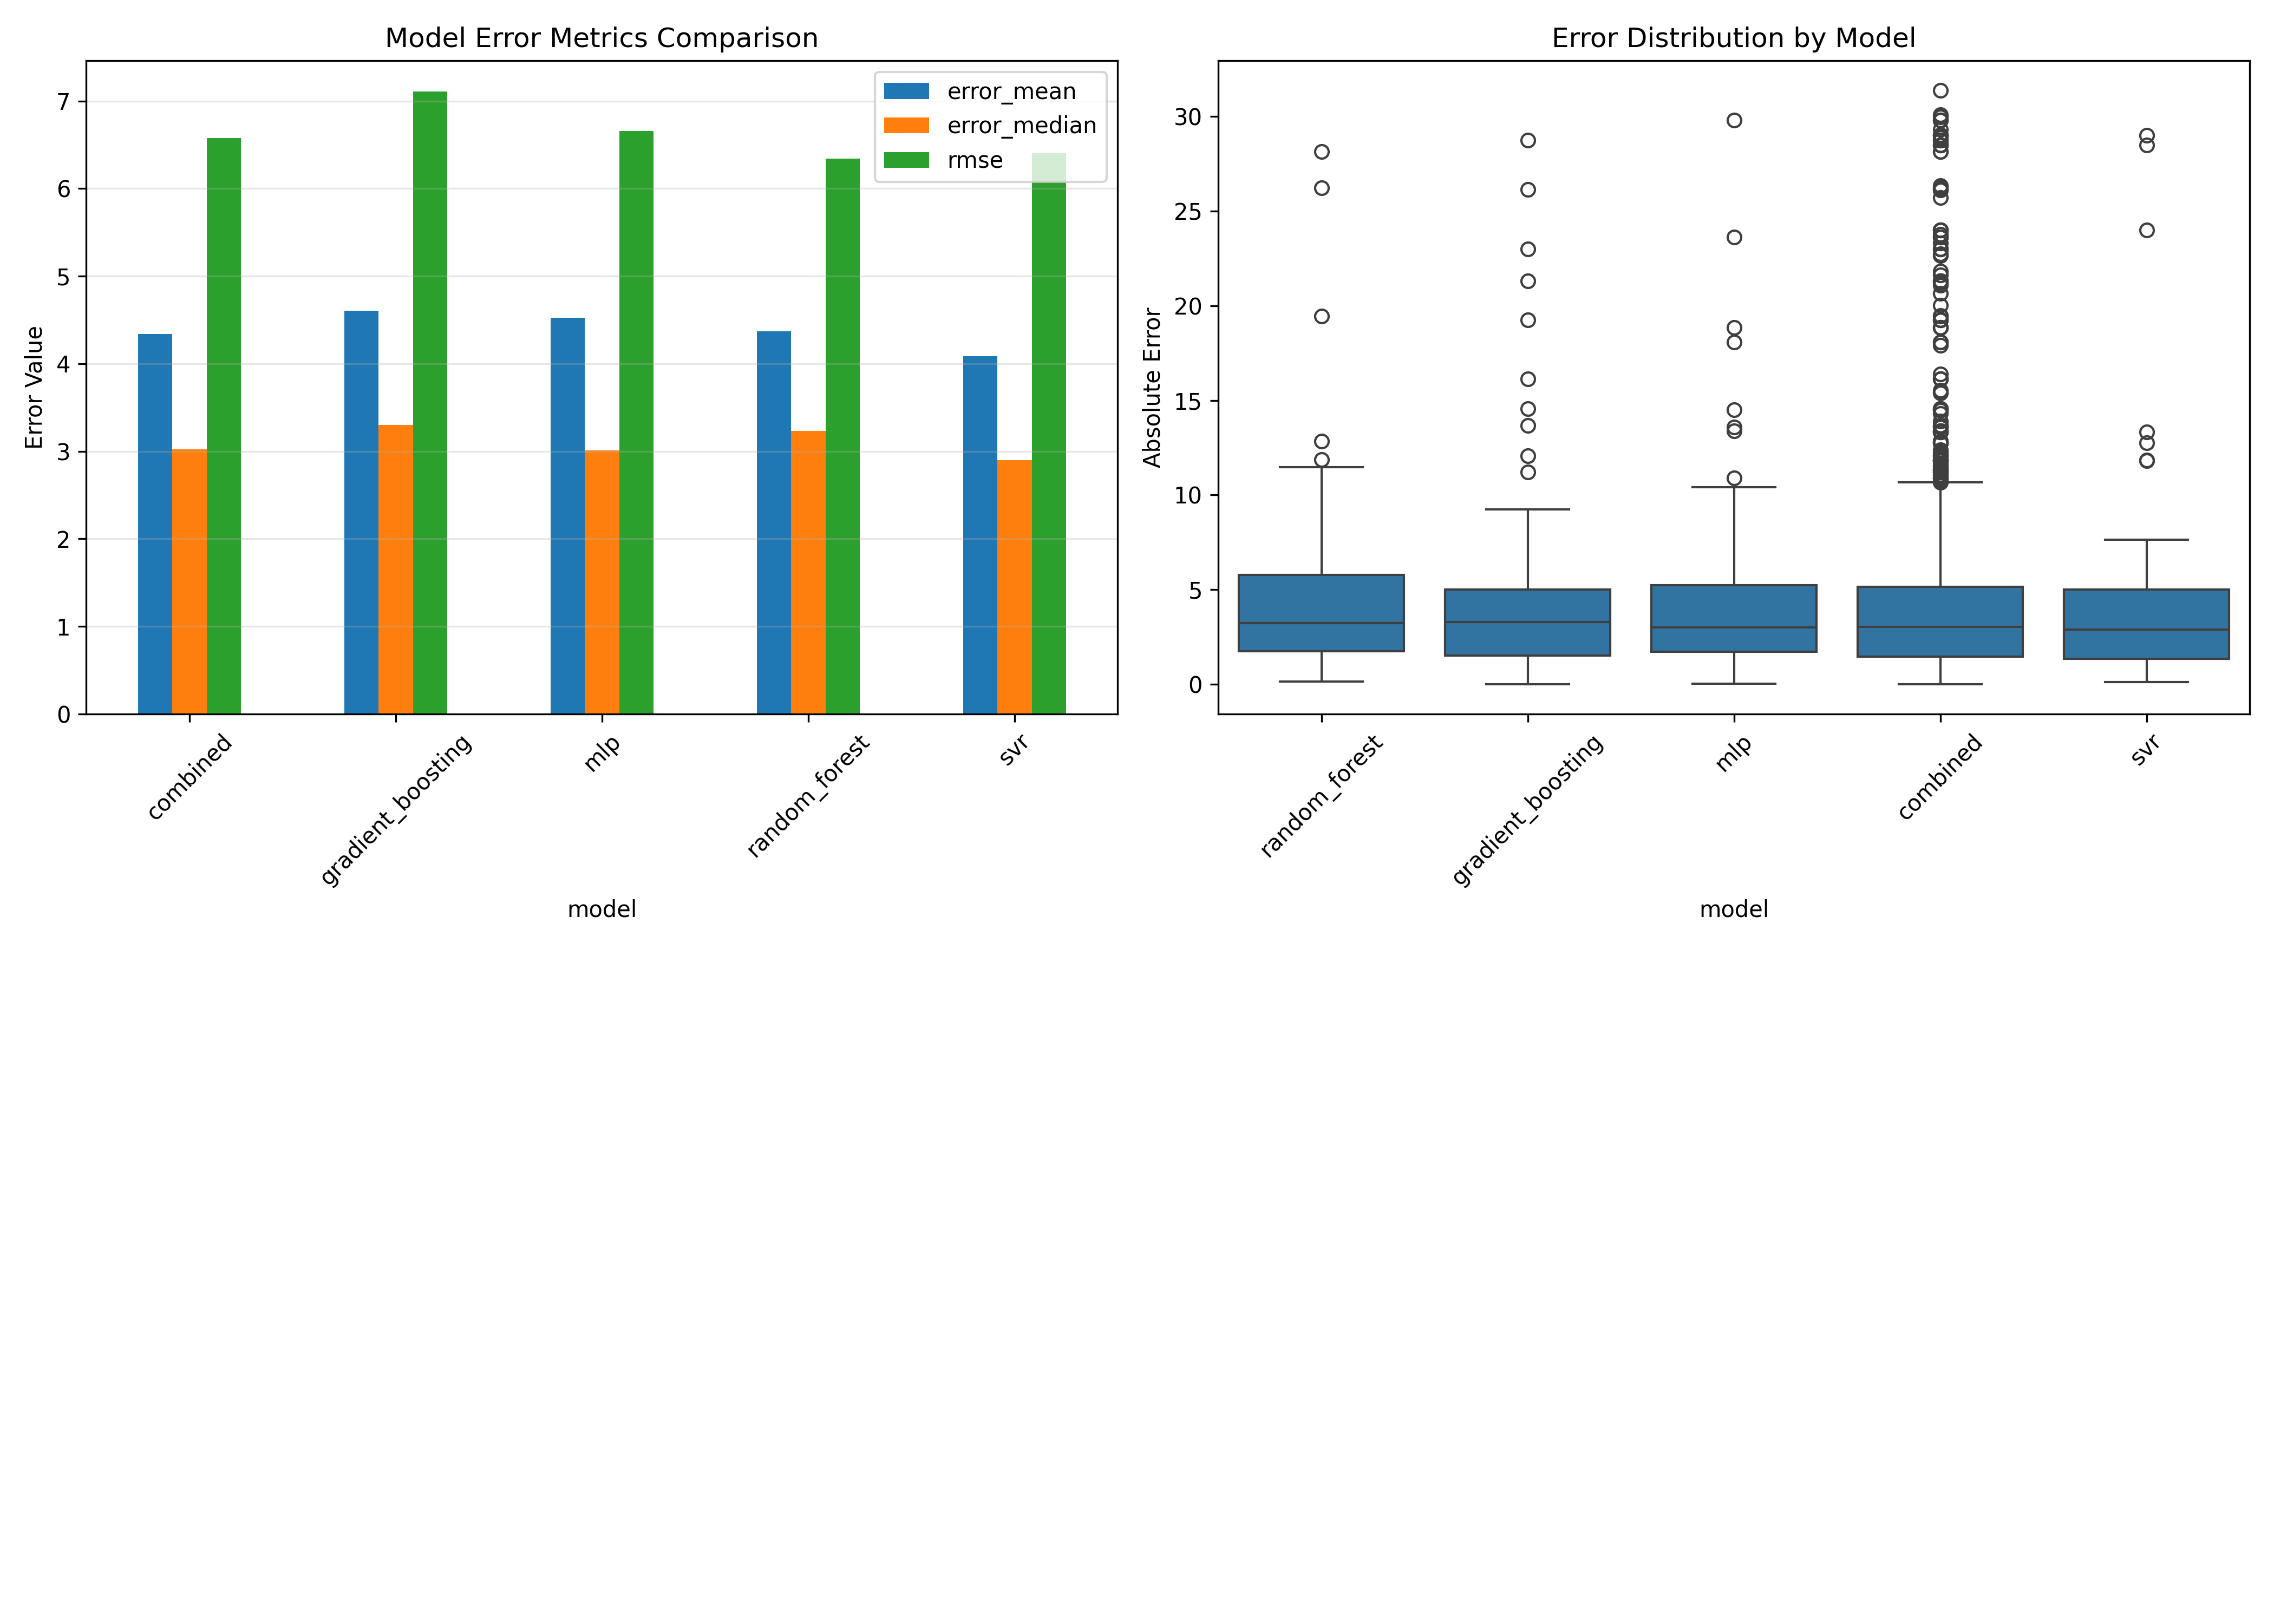 Model Error Metrics Comparison
error_mean
error_median
rmse
7
6
5
4
3
2
1
0
Error Value
combined
gradient_boosting
mlp
random_forest
svr
model
Error Distribution by Model
30
25
20
15
10
5
0
Absolute Error
random_forest
gradient_boosting
mlp
combined
svr
model